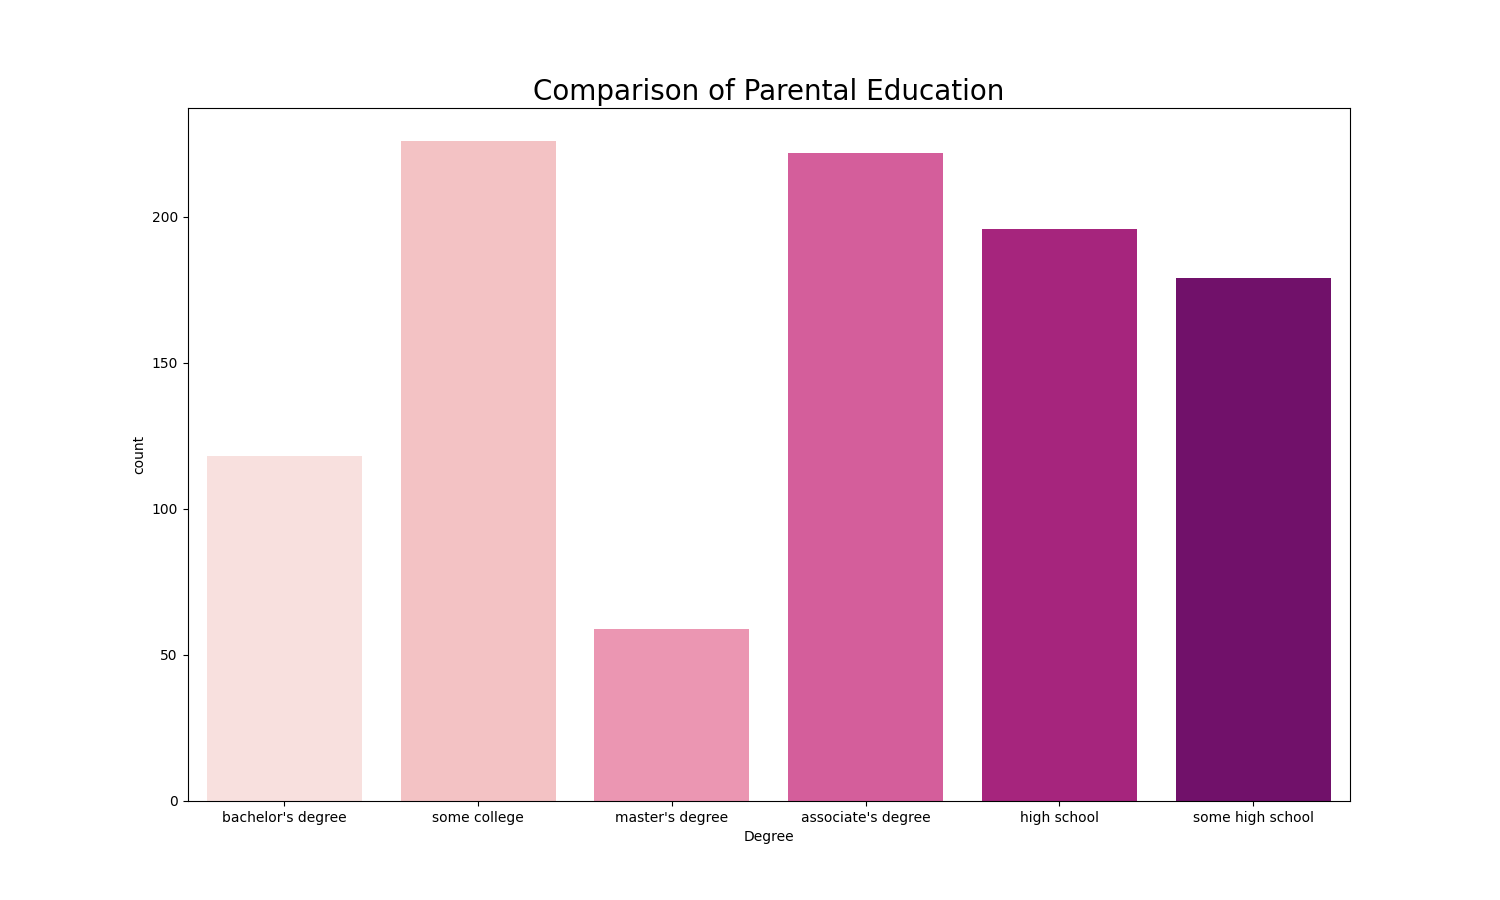 Comparison of Parental Education
200
150
100
50
0
count
bachelor's degree
some college
master's degree
associate's degree
high school
some high school
Degree